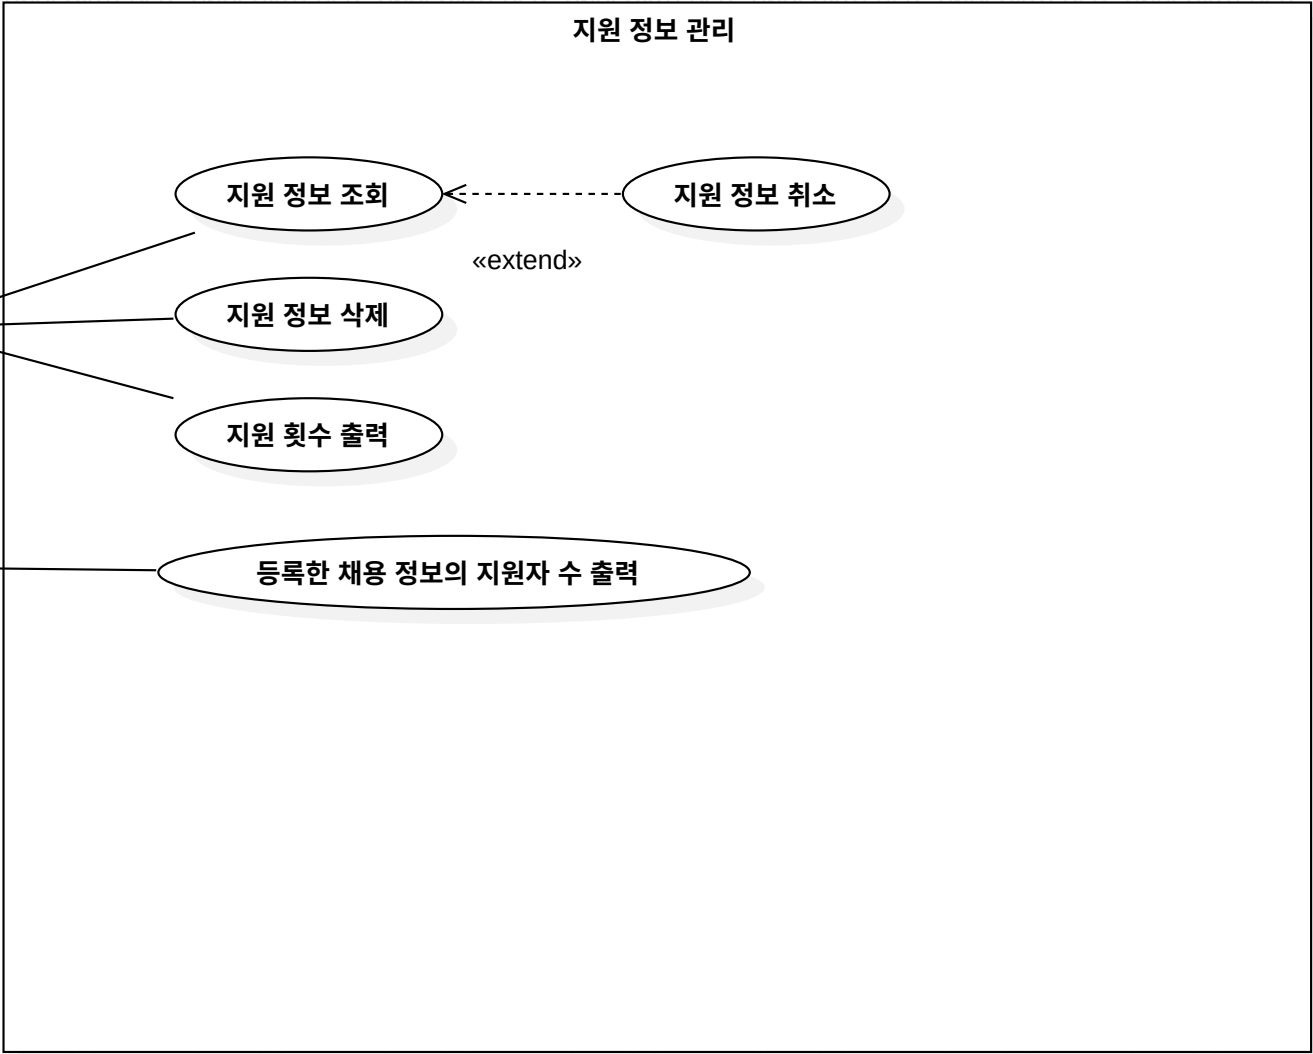 지원 정보 관리
지원 정보 조회
지원 정보 취소
«extend»
지원 정보 삭제
지원 횟수 출력
등록한 채용 정보의 지원자 수 출력